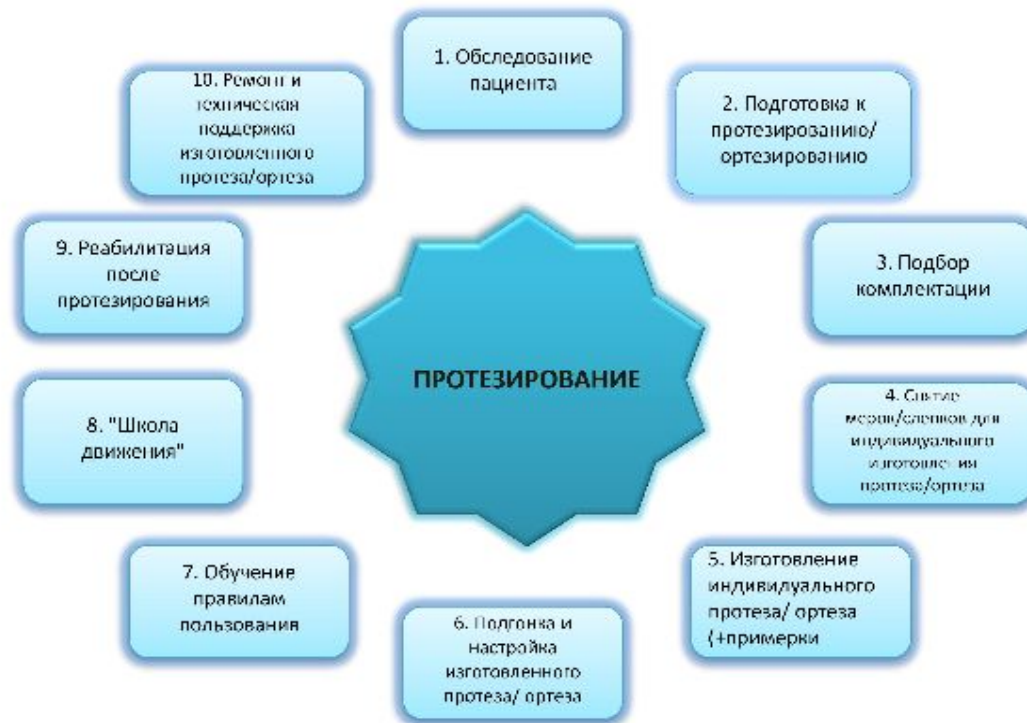 1. Обследование
пациента
2. Подготовка к
протезированию/
ортезированию
3. Подбор
комплектации
4. Снятие
мерок/слепков для
индивидуального
изготовления
протеза/ортеза
5. Изготовление
индивидуального
протеза/ ортеза
(+примерки
6. Подгонка и
настройка
изготовленного
протеза/ ортеза
7. Обучение
правилам
пользования
8. "Школа
движения"
9. Реабилитация
после
протезирования
10. Ремонт и
техническая
поддержка
изготовленного
протеза/ортеза
ПРОТЕЗИРОВАНИЕ